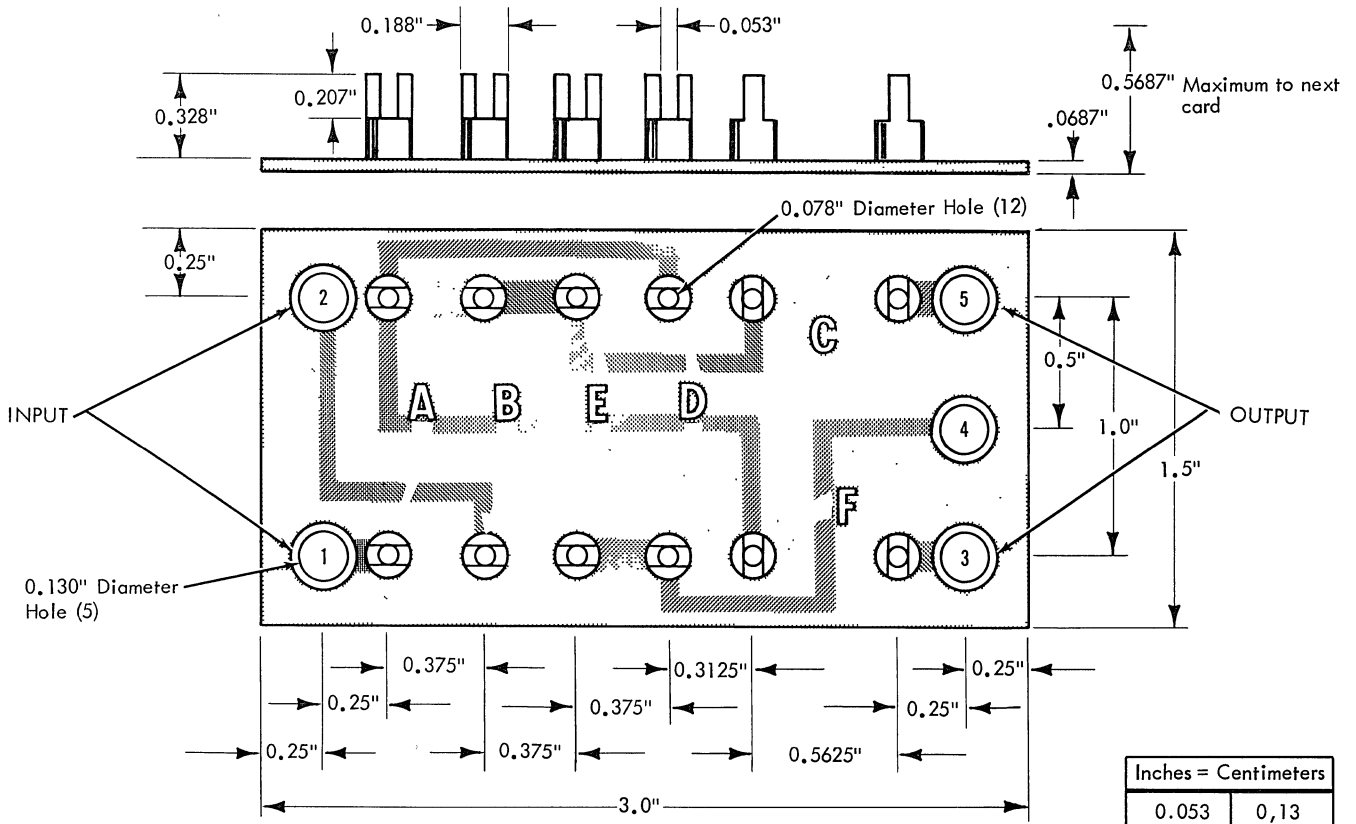 0.188"
0.053"
0.328"
0.207"
0.5687" Maximum to next
card
.0687"
0.078" Diameter Hole (12)
0.25"
2
5
C
0.5"
INPUT
A
B
E
D
4
1.0"
OUTPUT
1.5"
F
1
3
0.130" Diameter
Hole (5)
0.375"
0.3125"
0.25"
0.25"
0.375"
0.25"
0.25"
0.375"
0.5625"
3.0"
Inches = Centimeters
0.053 0,13